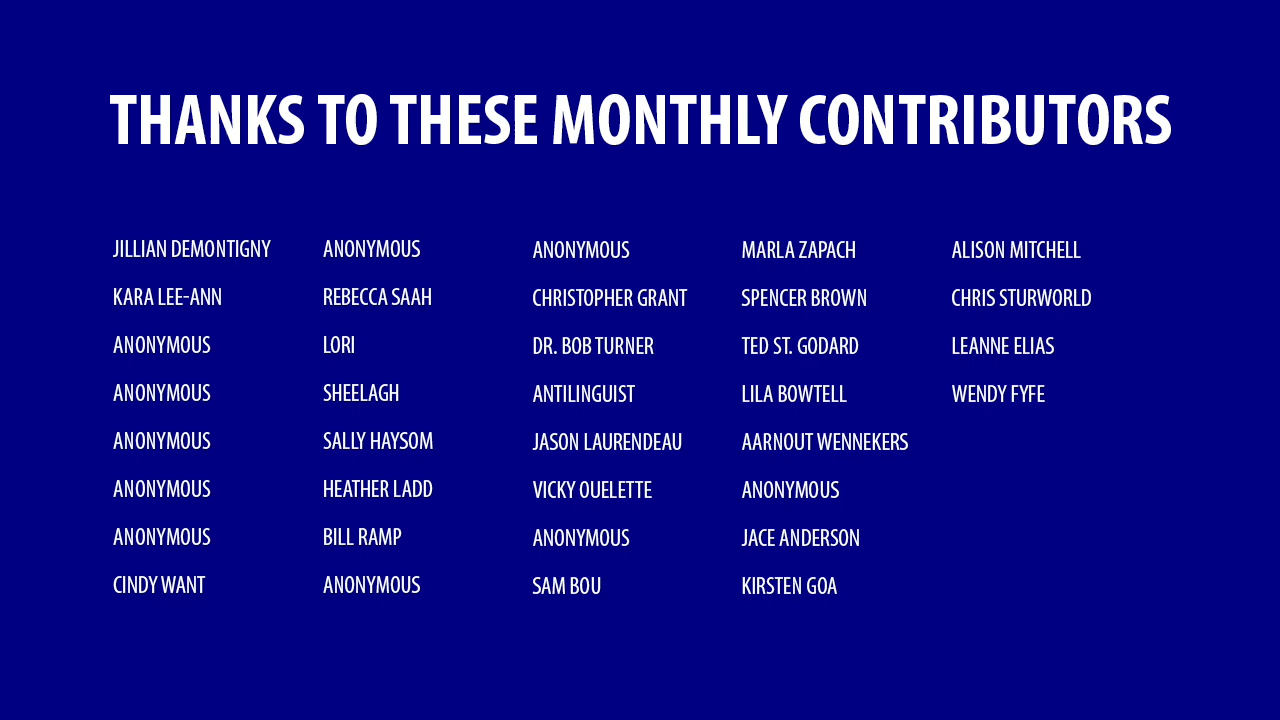 THANKS TO THESE MONTHLY CONTRIBUTORS
JILLIAN DEMONTIGNY
KARA LEE-ANN
ANONYMOUS
ANONYMOUS
ANONYMOUS
ANONYMOUS
ANONYMOUS
CINDY WANT
ANONYMOUS
REBECCA SAAH
LORI
SHEELAGH
SALLY HAYSOM
HEATHER LADD
BILL RAMP
ANONYMOUS
ANONYMOUS
CHRISTOPHER GRANT
DR. BOB TURNER
ANTILINGUIST
JASON LAURENDEAU
VICKY OUELETTE
ANONYMOUS
SAM BOU
MARLA ZAPACH
SPENCER BROWN
TED ST. GODARD
LILA BOWTELL
AARNOUT WENNEKERS
ANONYMOUS
JACE ANDERSON
KIRSTEN GOA
ALISON MITCHELL
CHRIS STURWORLD
LEANNE ELIAS
WENDY FYFE